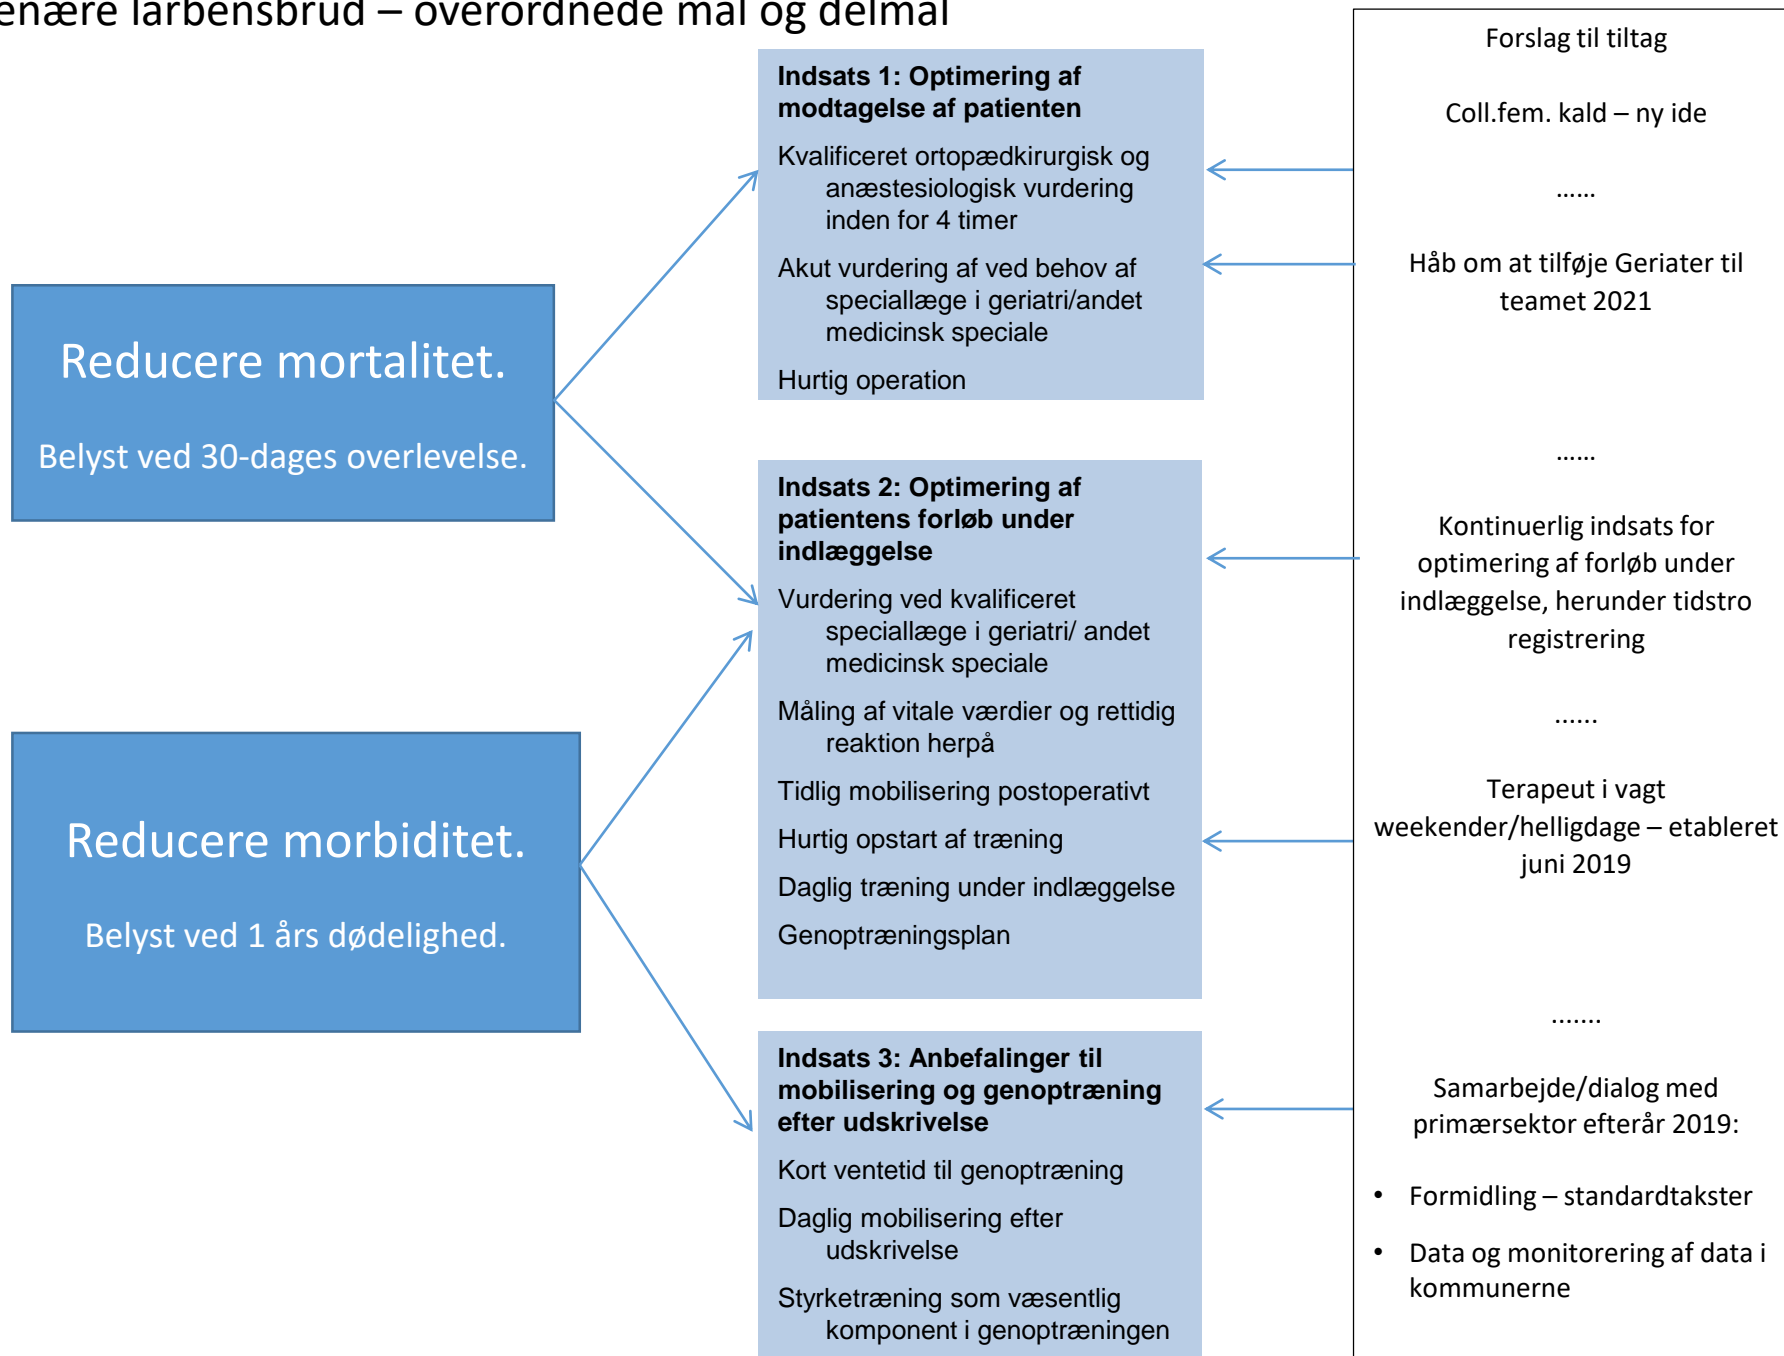 enære lårbensbrud – overordnede mål og delmål
Reducere mortalitet.
Belyst ved 30-dages overlevelse.
Reducere morbiditet.
Belyst ved 1 års dødelighed.
Indsats 1: Optimering af
modtagelse af patienten
Kvalificeret ortopædkirurgisk og
anæstesiologisk vurdering
inden for 4 timer
Akut vurdering af ved behov af
speciallæge i geriatri/andet
medicinsk speciale
Hurtig operation
Indsats 2: Optimering af
patientens forløb under
indlæggelse
Vurdering ved kvalificeret
speciallæge i geriatri/ andet
medicinsk speciale
Måling af vitale værdier og rettidig
reaktion herpå
Tidlig mobilisering postoperativt
Hurtig opstart af træning
Daglig træning under indlæggelse
Genoptræningsplan
Indsats 3: Anbefalinger til
mobilisering og genoptræning
efter udskrivelse
Kort ventetid til genoptræning
Daglig mobilisering efter
udskrivelse
Styrketræning som væsentlig
komponent i genoptræningen
Forslag til tiltag
Coll.fem. kald – ny ide
......
Håb om at tilføje Geriater til
teamet 2021
......
Kontinuerlig indsats for
optimering af forløb under
indlæggelse, herunder tidstro
registrering
......
Terapeut i vagt
weekender/helligdage – etableret
juni 2019
.......
Samarbejde/dialog med
primærsektor efterår 2019:
• Formidling – standardtakster
• Data og monitorering af data i
kommunerne